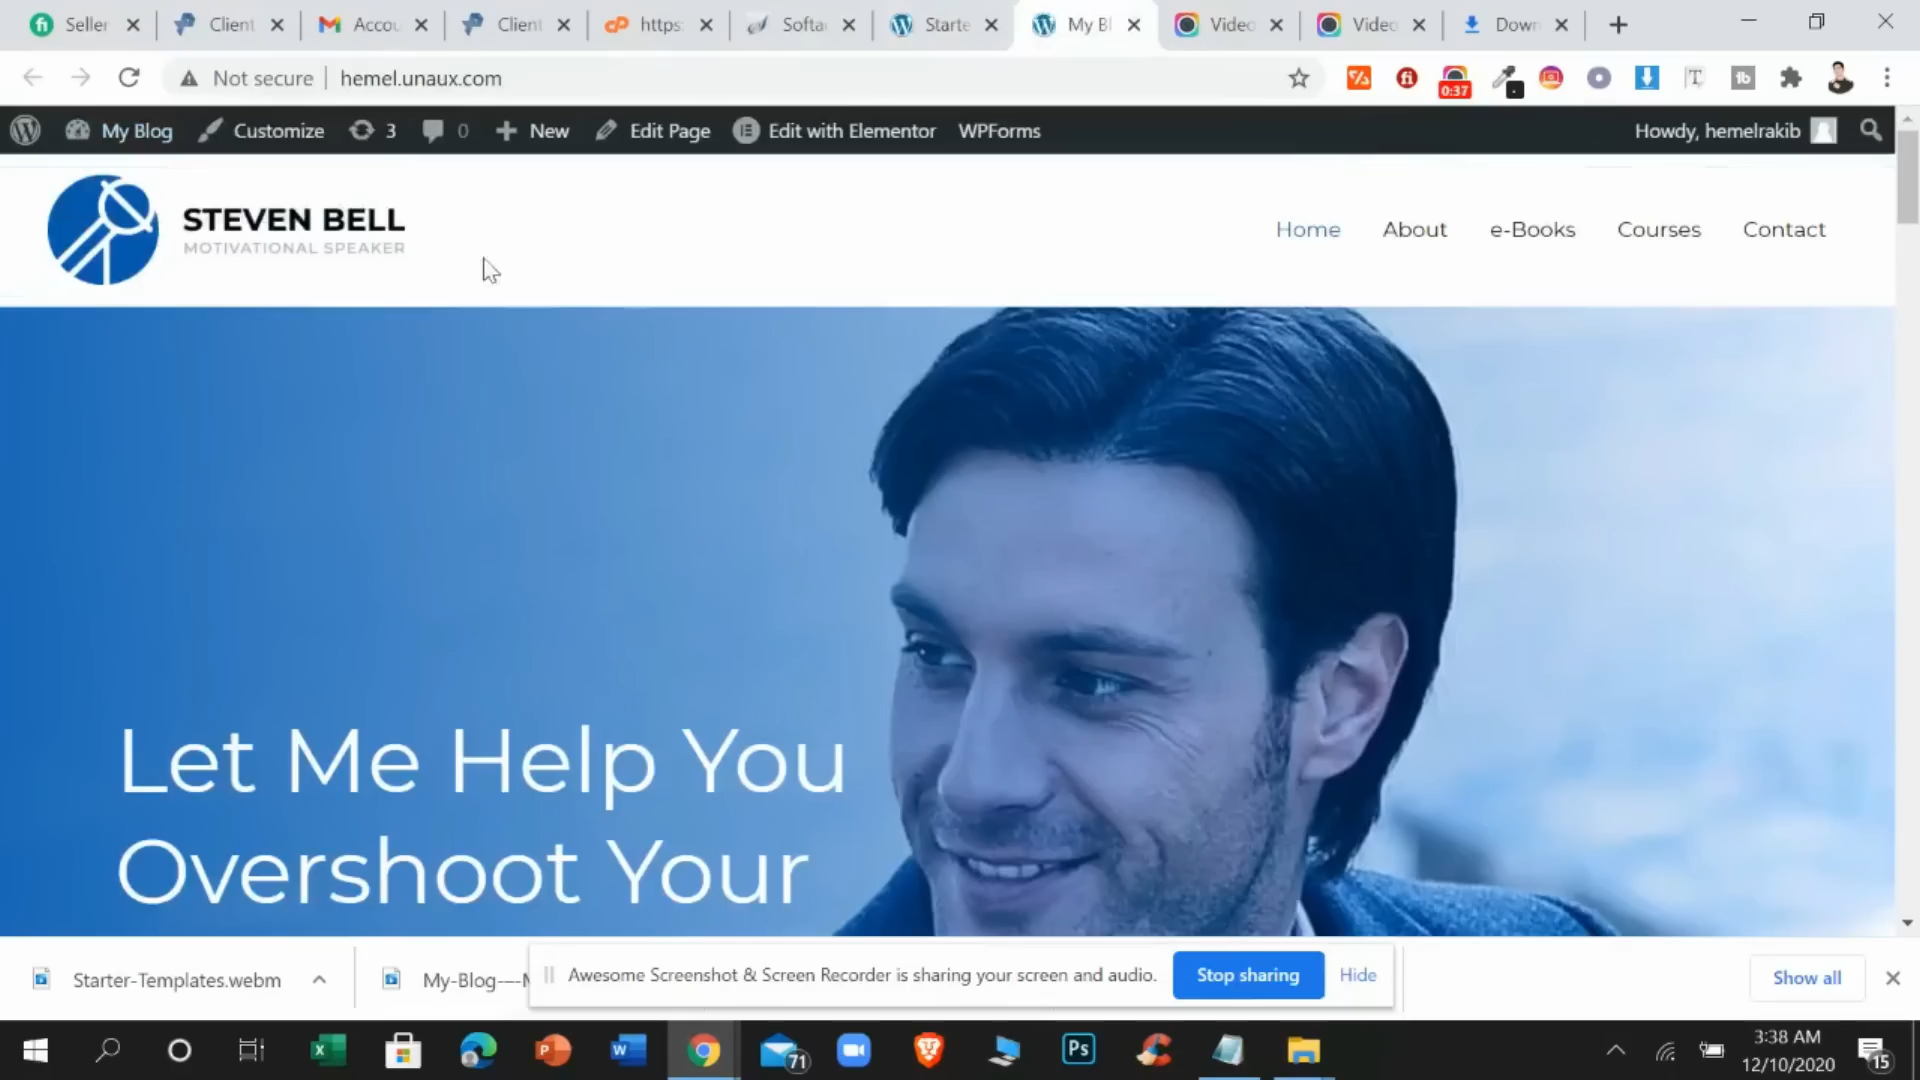 Seller
Client
Accou
Client
https:
Softa
Starte
My Bl
Video
Video
Down
Not secure
hemel.unaux.com
0:37
My Blog
Customize
3
0
New
Edit Page
Edit with Elementor
WPForms
Howdy, hemelrakib
STEVEN BELL
MOTIVATIONAL SPEAKER
Home
About
e-Books
Courses
Contact
Let Me Help You
Overshoot Your
Starter-Templates.webm
My-Blog-
Awesome Screenshot & Screen Recorder is sharing your screen and audio.
Stop sharing
Hide
Show all
71
Ps
3:38 AM
12/10/2020
15